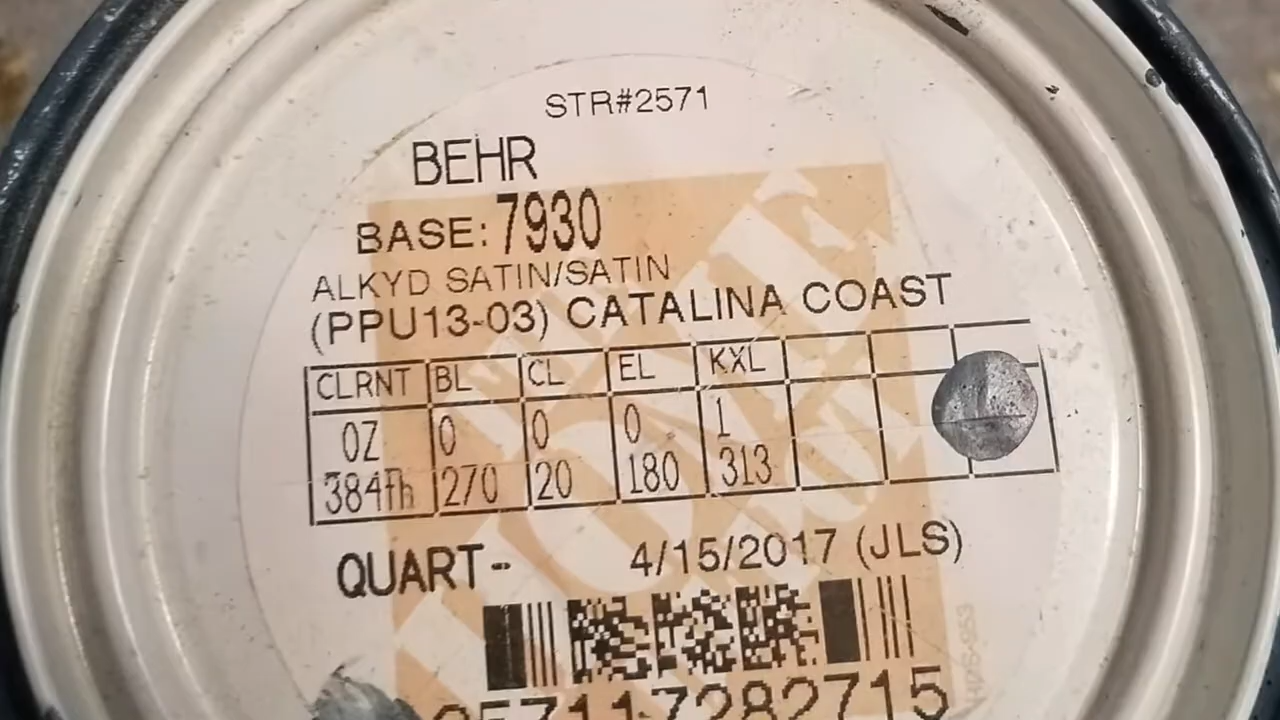 STR#2571
BEHR
BASE: 7930
ALKYD SATIN/SATIN
(PPU13-03) CATALINA COAST
CLRNT BL CL EL KXL
OZ 0 0 0 1
384th 270 20 180 313
QUART- 4/15/2017 (JLS)